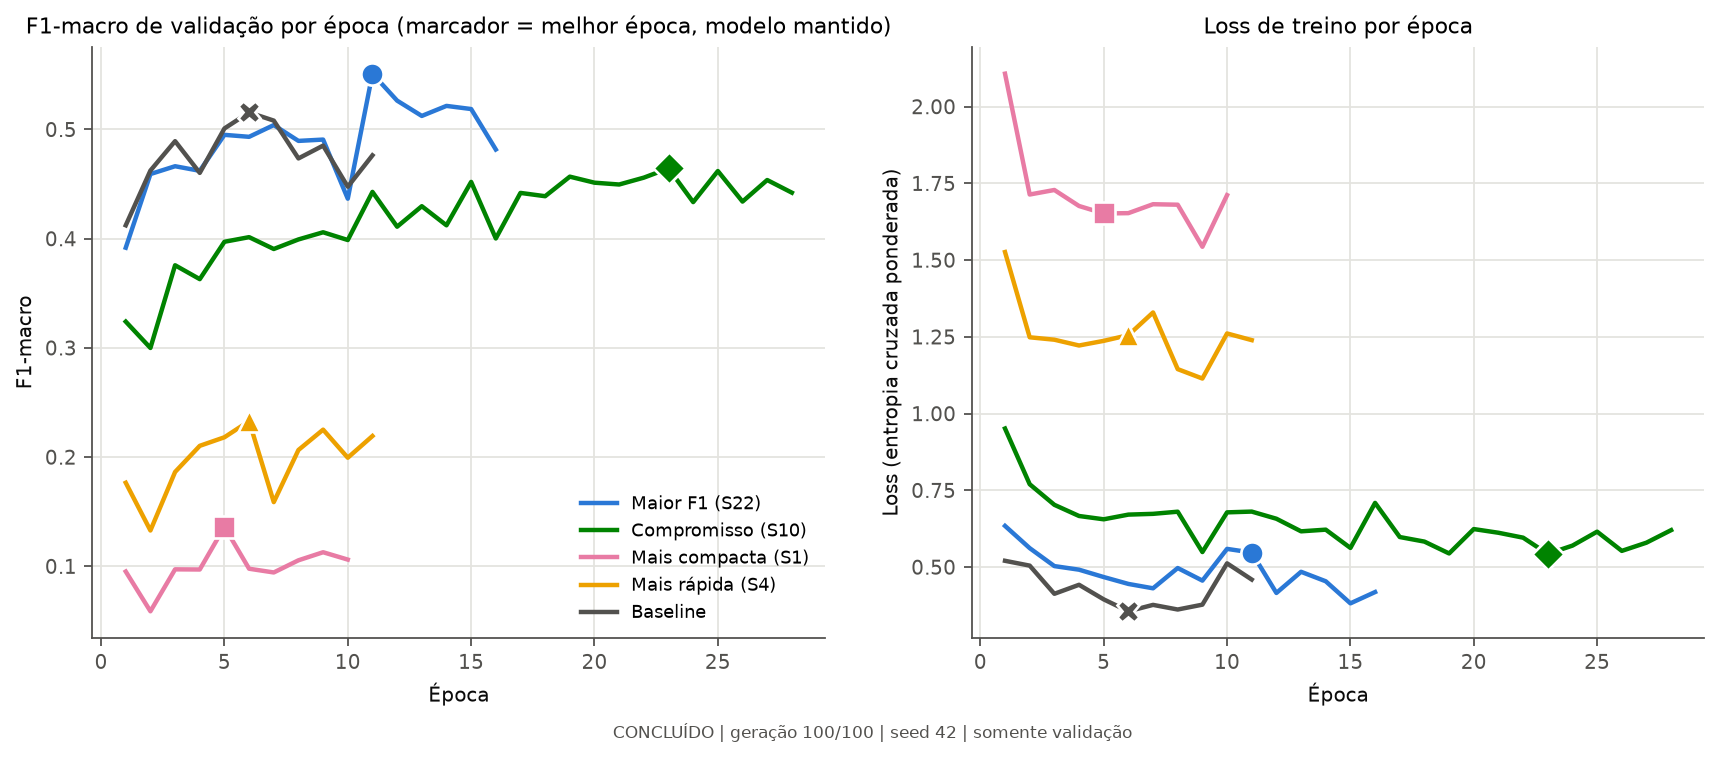 F1-macro de validação por época (marcador = melhor época, modelo mantido)
F1-macro
0.5
0.4
0.3
0.2
0.1
0
5
10
15
20
25
Época
Maior F1 (S22)
Compromisso (S10)
Mais compacta (S1)
Mais rápida (S4)
Baseline
Loss de treino por época
Loss (entropia cruzada ponderada)
2.00
1.75
1.50
1.25
1.00
0.75
0.50
0
5
10
15
20
25
Época
CONCLUÍDO | geração 100/100 | seed 42 | somente validação